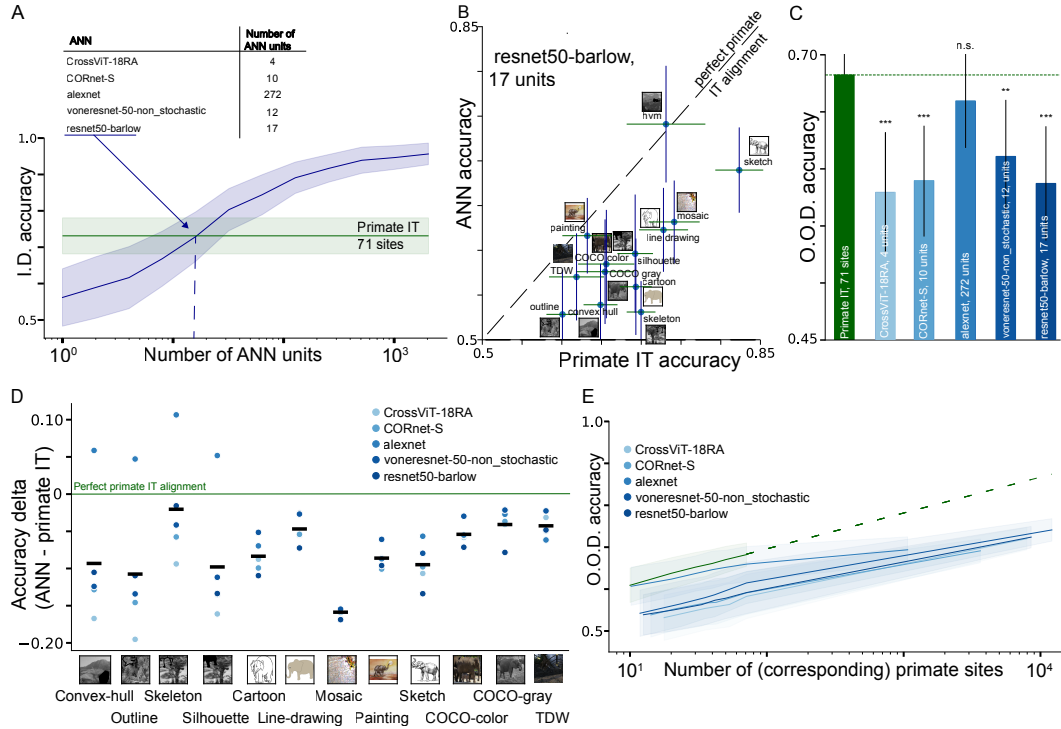 A
ANN
Number of
ANN units
CrossViT-18RA 4
CORnet-S 10
alexnet 272
voneresnet-50-non_stochastic 12
resnet50-barlow 17
I.D. accuracy
1.0
0.5
Primate IT
71 sites
10⁰
10³
Number of ANN units
B
0.85
ANN accuracy
0.5
resnet50-barlow,
17 units
perfect primate
IT alignment
hvm
sketch
painting
mosaic
line drawing
COCO color
silhouette
TDW
COCO gray
cartoon
outline
convex hull
skeleton
0.5
0.85
Primate IT accuracy
C
0.70
O.O.D. accuracy
0.45
n.s.
***
***
**
***
Primate IT, 71 sites
CrossViT-18RA, 4 units
CORnet-S, 10 units
alexnet, 272 units
voneresnet-50-non_stochastic, 12, units
resnet50-barlow, 17 units
D
0.10
0
−0.20
Accuracy delta
(ANN - primate IT)
CrossViT-18RA
CORnet-S
alexnet
voneresnet-50-non_stochastic
resnet50-barlow
Perfect primate IT alignment
Convex-hull Skeleton Cartoon Mosaic Sketch COCO-gray
Outline Silhouette Line-drawing Painting COCO-color TDW
E
1.0
O.O.D. accuracy
0.5
CrossViT-18RA
CORnet-S
alexnet
voneresnet-50-non_stochastic
resnet50-barlow
10¹
10⁴
Number of (corresponding) primate sites